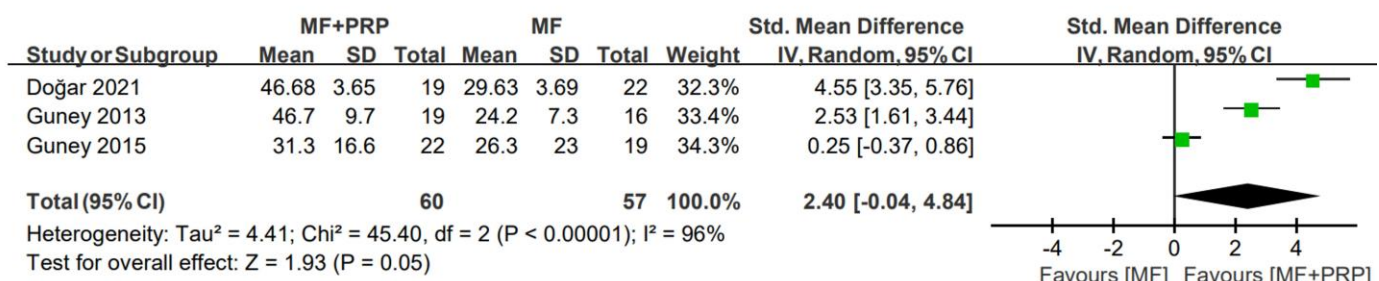 MF+PRP MF Std. Mean Difference Std. Mean Difference
Study or Subgroup Mean SD Total Mean SD Total Weight IV, Random, 95% CI IV, Random, 95% CI
Doğar 2021 46.68 3.65 19 29.63 3.69 22 32.3% 4.55 [3.35, 5.76]
Guney 2013 46.7 9.7 19 24.2 7.3 16 33.4% 2.53 [1.61, 3.44]
Guney 2015 31.3 16.6 22 26.3 23 19 34.3% 0.25 [-0.37, 0.86]
Total (95% CI) 60 57 100.0% 2.40 [-0.04, 4.84]
Heterogeneity: Tau² = 4.41; Chi² = 45.40, df = 2 (P < 0.00001); I² = 96%
Test for overall effect: Z = 1.93 (P = 0.05)
-4 -2 0 2 4
Favours [MF] Favours [MF+PRP]